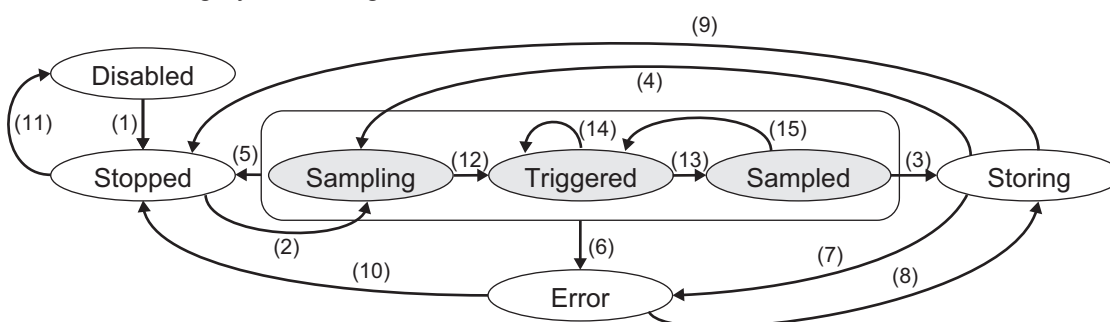 (9)
Disabled
(4)
(11)
(1)
(14)
(15)
(5)
(12)
(13)
(3)
Stopped
Sampling
Triggered
Sampled
Storing
(2)
(6)
(7)
(10)
(8)
Error